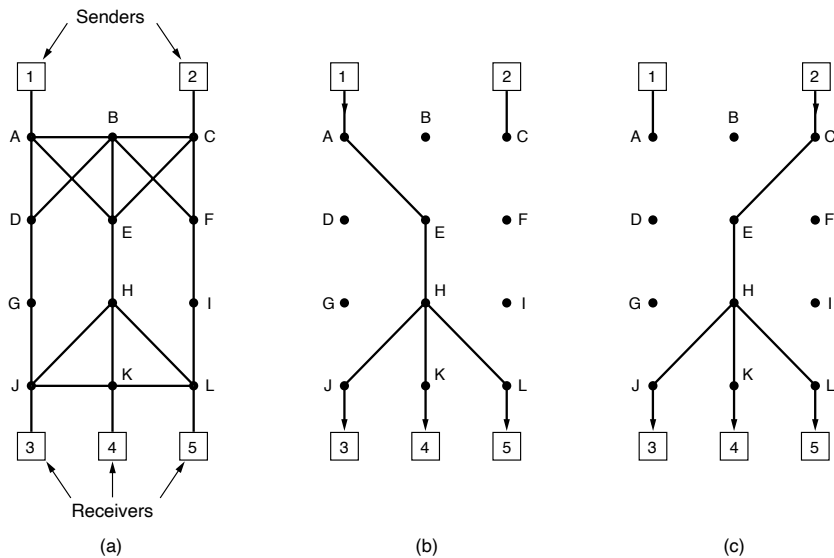 Senders
1 2 1 2 1 2
B B B
A C A C A C
D E F D E F D E F
G H I G H I G H I
J K L J K L J K L
3 4 5 3 4 5 3 4 5
Receivers
(a) (b) (c)